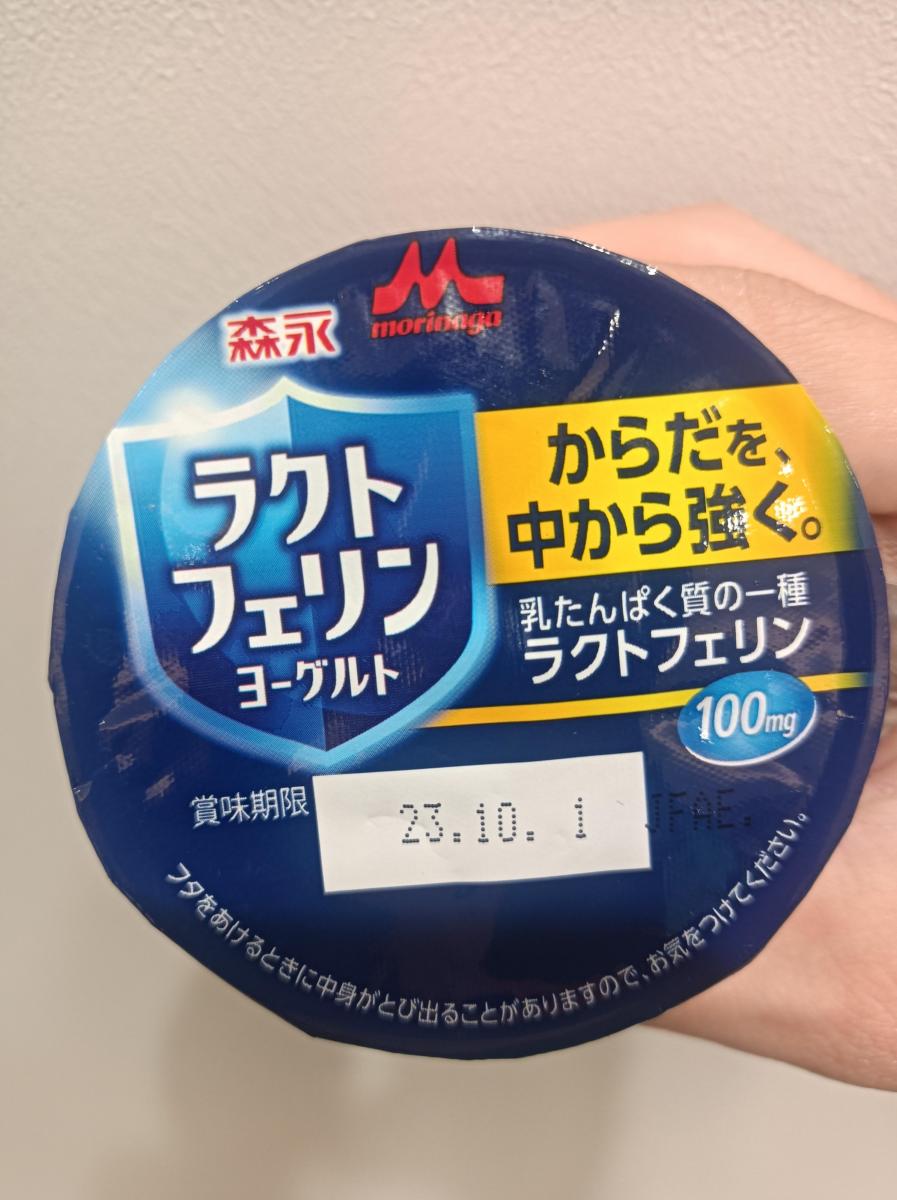 森永
morinaga
ラクト
フェリン
ヨーグルト
からだを、
中から強く。
乳たんぱく質の一種
ラクトフェリン
100mg
賞味期限
23.10. 1 JFAE.
フタをあけるときに中身がとび出ることがありますので、お気をつけてください。